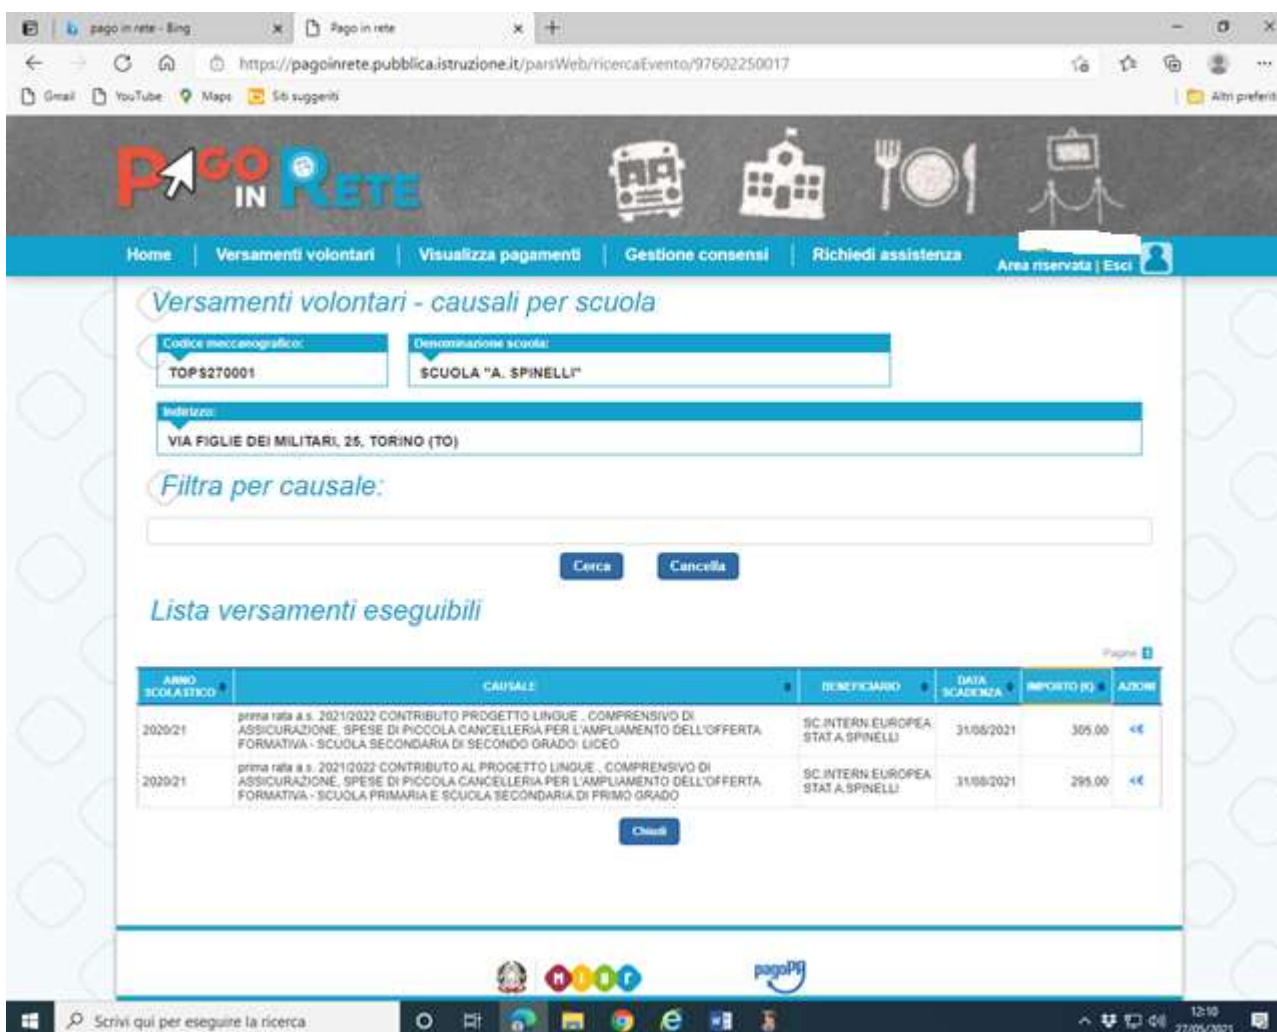 pago in rete - Bing
Pago in rete
https://pagoinrete.pubblica.istruzione.it/parsWeb/ricercaEvento/97602250017
Gmail YouTube Maps Siti suggeriti Altri preferiti
PAGO IN RETE
Home Versamenti volontari Visualizza pagamenti Gestione consensi Richiedi assistenza Area riservata | Esci
Versamenti volontari - causali per scuola
Codice meccanografico: Denominazione scuola:
TOPS270001 SCUOLA "A. SPINELLI"
Indirizzo:
VIA FIGLIE DEI MILITARI, 25, TORINO (TO)
Filtra per causale:
Cerca Cancella
Lista versamenti eseguibili
Pagine 1
ANNO SCOLASTICO CAUSALE BENEFICIARIO DATA SCADENZA IMPORTO (€) AZIONI
prima rata a.s. 2021/2022 CONTRIBUTO PROGETTO LINGUE , COMPRENSIVO DI
2020/21 ASSICURAZIONE, SPESE DI PICCOLA CANCELLERIA PER L'AMPLIAMENTO DELL'OFFERTA SC.INTERN.EUROPEA STAT.A.SPINELLI 31/08/2021 305,00
FORMATIVA - SCUOLA SECONDARIA DI SECONDO GRADO: LICEO
prima rata a.s. 2021/2022 CONTRIBUTO AL PROGETTO LINGUE , COMPRENSIVO DI
2020/21 ASSICURAZIONE, SPESE DI PICCOLA CANCELLERIA PER L'AMPLIAMENTO DELL'OFFERTA SC.INTERN.EUROPEA STAT.A.SPINELLI 31/08/2021 295,00
FORMATIVA - SCUOLA PRIMARIA E SCUOLA SECONDARIA DI PRIMO GRADO
Chiudi
MIUR pagoPA
Scrivi qui per eseguire la ricerca
12:10